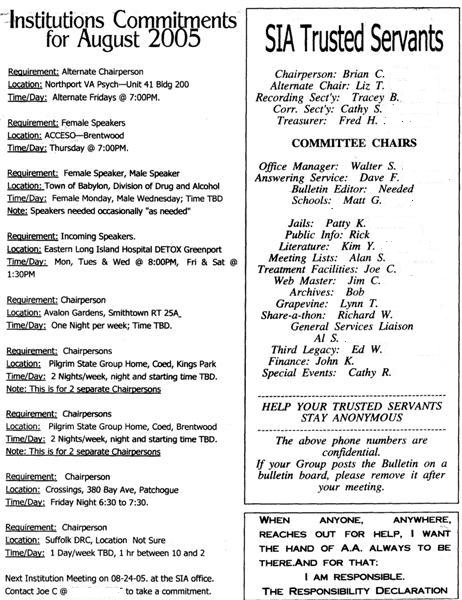 Institutions Commitments
for August 2005
Requirement: Alternate Chairperson
Location: Northport VA Psych—Unit 41 Bldg 200
Time/Day: Alternate Fridays @ 7:00PM.
Requirement: Female Speakers
Location: ACCESO—Brentwood
Time/Day: Thursday @ 7:00PM.
Requirement: Female Speaker, Male Speaker
Location: Town of Babylon, Division of Drug and Alcohol
Time/Day: Female Monday, Male Wednesday; Time TBD
Note: Speakers needed occasionally "as needed"
Requirement: Incoming Speakers.
Location: Eastern Long Island Hospital DETOX Greenport
Time/Day: Mon, Tues & Wed @ 8:00PM, Fri & Sat @
1:30PM
Requirement: Chairperson
Location: Avalon Gardens, Smithtown RT 25A
Time/Day: One Night per week; Time TBD.
Requirement: Chairpersons
Location: Pilgrim State Group Home, Coed, Kings Park
Time/Day: 2 Nights/week, night and starting time TBD.
Note: This is for 2 separate Chairpersons
Requirement: Chairpersons
Location: Pilgrim State Group Home, Coed, Brentwood
Time/Day: 2 Nights/week, night and starting time TBD.
Note: This is for 2 separate Chairpersons
Requirement: Chairperson
Location: Crossings, 380 Bay Ave, Patchogue
Time/Day: Friday Night 6:30 to 7:30.
Requirement: Chairperson
Location: Suffolk DRC, Location Not Sure
Time/Day: 1 Day/week TBD, 1 hr between 10 and 2
Next Institution Meeting on 08-24-05. at the SIA office.
Contact Joe C @ to take a commitment.
SIA Trusted Servants
Chairperson: Brian C.
Alternate Chair: Liz T.
Recording Sect'y: Tracey B.
Corr. Sect'y: Cathy S.
Treasurer: Fred H.
COMMITTEE CHAIRS
Office Manager: Walter S.
Answering Service: Dave F.
Bulletin Editor: Needed
Schools: Matt G.
Jails: Patty K.
Public Info: Rick
Literature: Kim Y.
Meeting Lists: Alan S.
Treatment Facilities: Joe C.
Web Master: Jim C.
Archives: Bob
Grapevine: Lynn T.
Share-a-thon: Richard W.
General Services Liaison
Al S.
Third Legacy: Ed W.
Finance: John K.
Special Events: Cathy R.
HELP YOUR TRUSTED SERVANTS
STAY ANONYMOUS
The above phone numbers are
confidential.
If your Group posts the Bulletin on a
bulletin board, please remove it after
your meeting.
WHEN ANYONE, ANYWHERE,
REACHES OUT FOR HELP, I WANT
THE HAND OF A.A. ALWAYS TO BE
THERE.AND FOR THAT:
I AM RESPONSIBLE.
THE RESPONSIBILITY DECLARATION